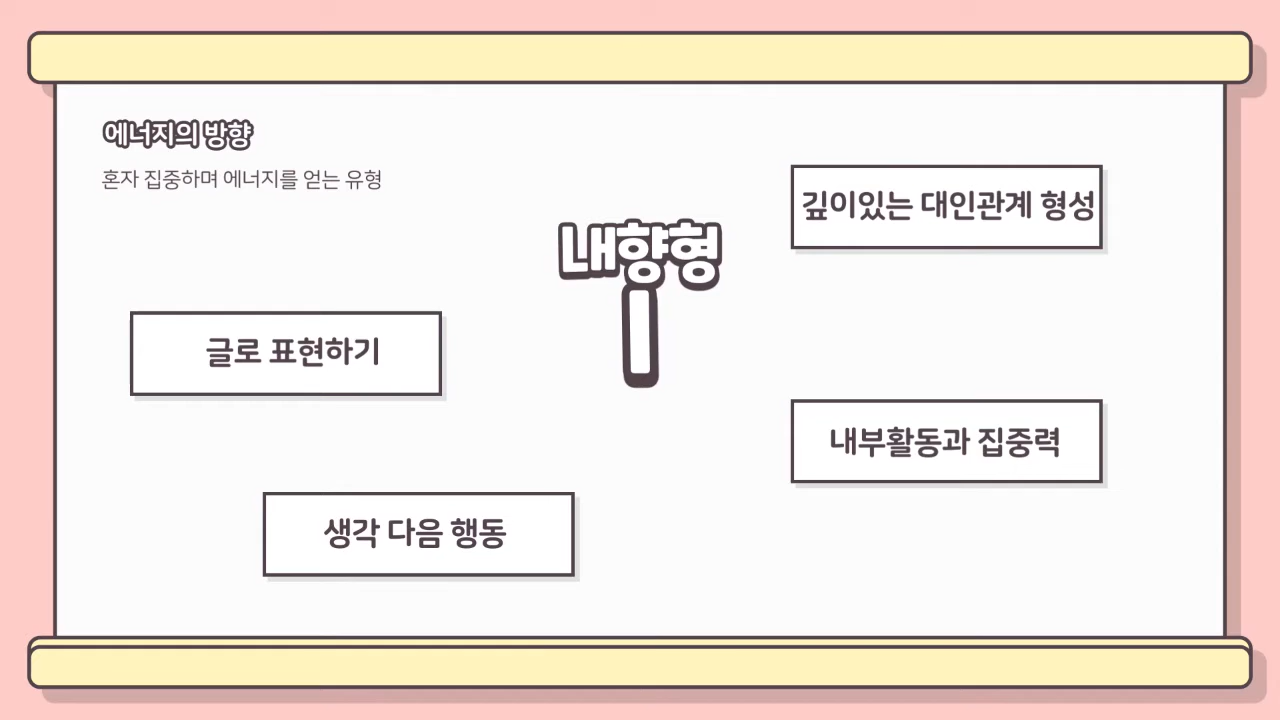 에너지의 방향
혼자 집중하며 에너지를 얻는 유형
깊이있는 대인관계 형성
내향형
I
글로 표현하기
내부활동과 집중력
생각 다음 행동